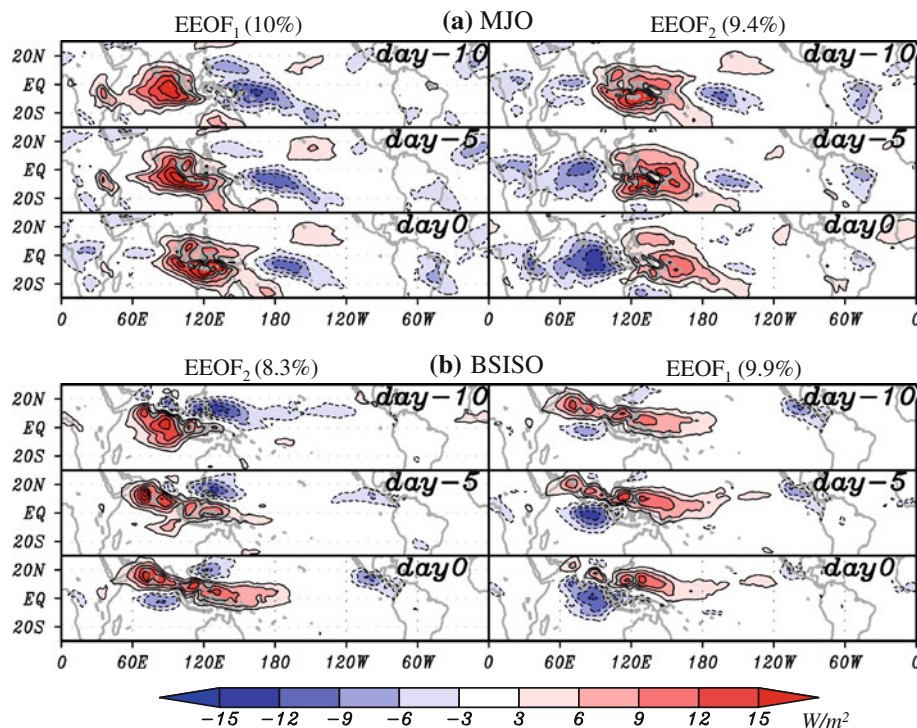 (a) MJO
EEOF₁ (10%) EEOF₂ (9.4%)
20N day-10 day-10
EQ
20S
20N day-5 day-5
EQ
20S
20N day0 day0
EQ
20S
0 60E 120E 180 120W 60W 0 60E 120E 180 120W 60W 0
(b) BSISO
EEOF₂ (8.3%) EEOF₁ (9.9%)
20N day-10 day-10
EQ
20S
20N day-5 day-5
EQ
20S
20N day0 day0
EQ
20S
0 60E 120E 180 120W 60W 0 60E 120E 180 120W 60W 0
-15 -12 -9 -6 -3 3 6 9 12 15 W/m²